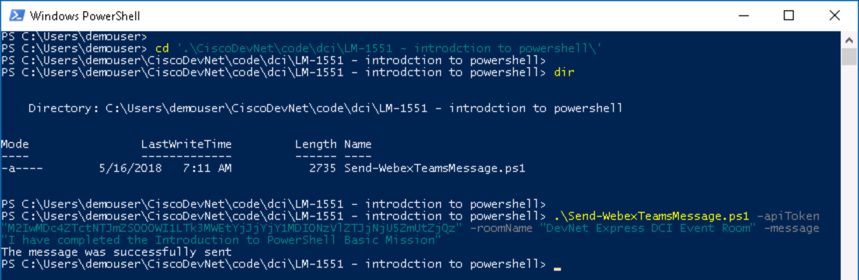 Windows PowerShell
PS C:\Users\demouser>
PS C:\Users\demouser> cd '.\CiscoDevNet\code\dci\LM-1551 - introdction to powershell\'
PS C:\Users\demouser\CiscoDevNet\code\dci\LM-1551 - introdction to powershell>
PS C:\Users\demouser\CiscoDevNet\code\dci\LM-1551 - introdction to powershell> dir
Directory: C:\Users\demouser\CiscoDevNet\code\dci\LM-1551 - introdction to powershell
Mode LastWriteTime Length Name
---- ------------- ------ ----
-a---- 5/16/2018 7:11 AM 2735 Send-WebexTeamsMessage.ps1
PS C:\Users\demouser\CiscoDevNet\code\dci\LM-1551 - introdction to powershell>
PS C:\Users\demouser\CiscoDevNet\code\dci\LM-1551 - introdction to powershell> .\Send-WebexTeamsMessage.ps1 -apiToken
-roomName "DevNet Express DCI Event Room" -message
"I have completed the Introduction to PowerShell Basic Mission"
The message was successfully sent
PS C:\Users\demouser\CiscoDevNet\code\dci\LM-1551 - introdction to powershell> _